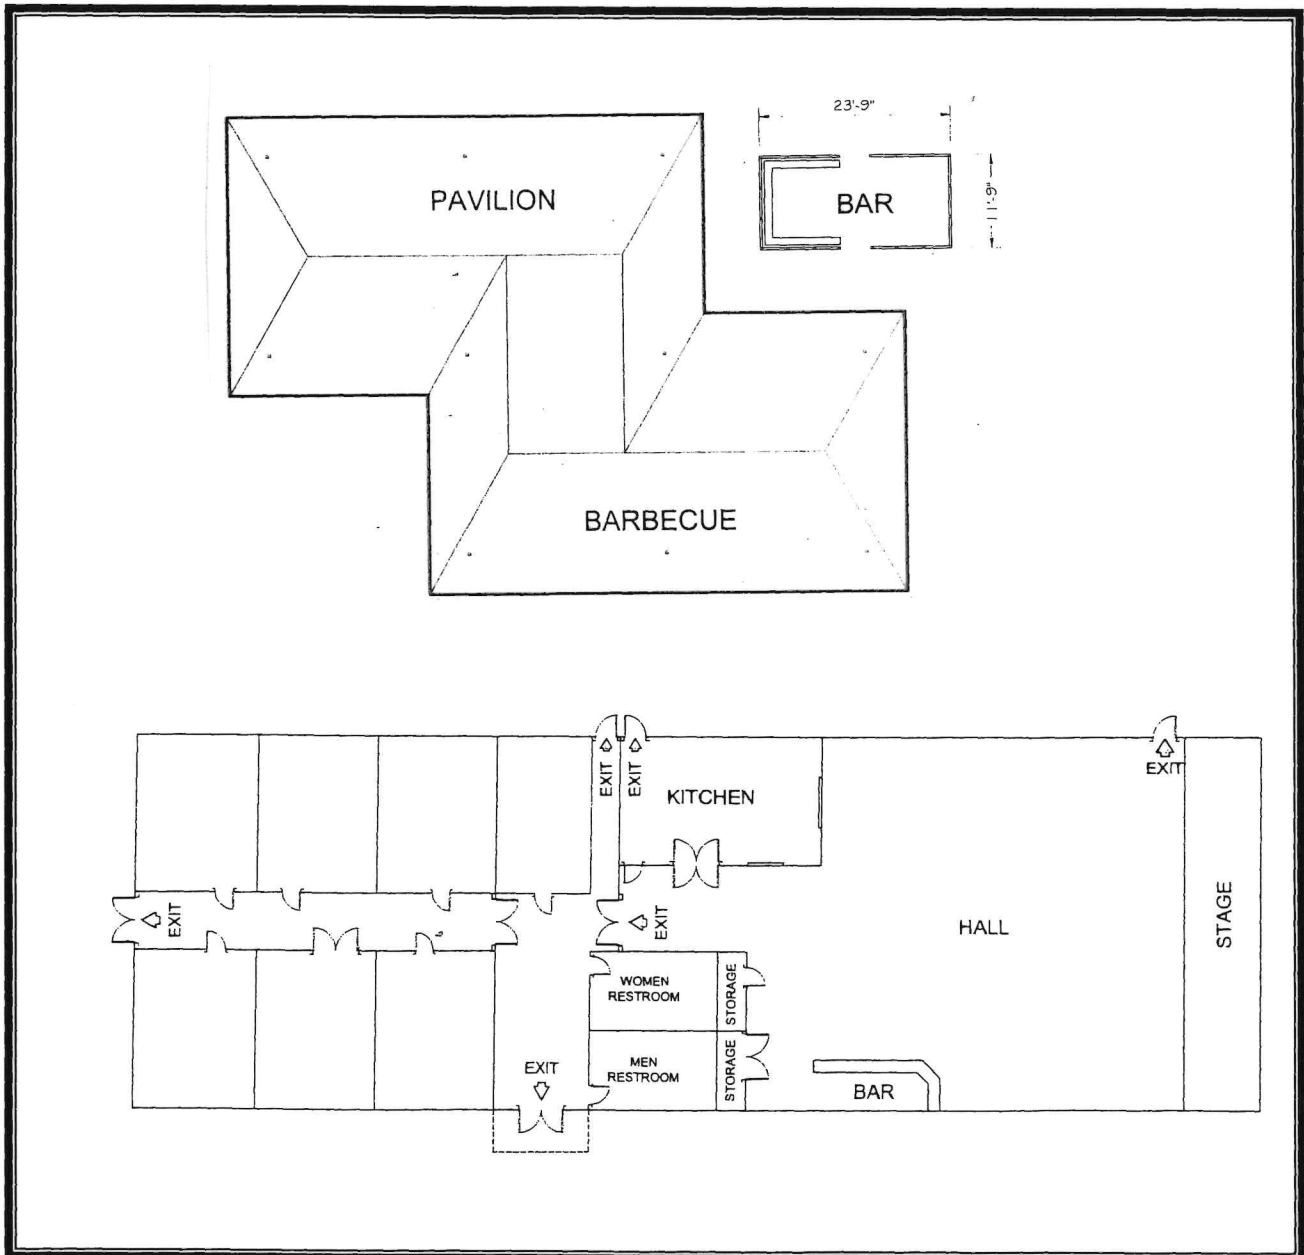 23'-9"
PAVILION
BAR
11'-9"
BARBECUE
EXIT
EXIT
KITCHEN
EXIT
EXIT
EXIT
HALL
STAGE
WOMEN
RESTROOM
STORAGE
EXIT
MEN
RESTROOM
STORAGE
BAR